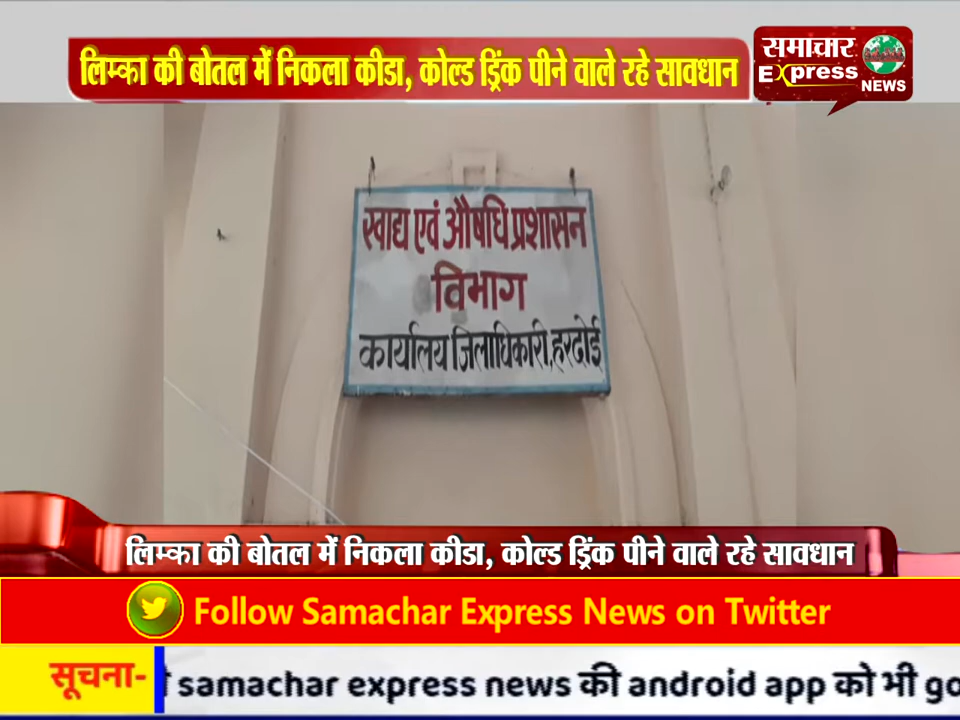 लिम्का की बोतल में निकला कीडा, कोल्ड ड्रिंक पीने वाले रहे सावधान
समाचार
Express
NEWS
खाद्य एवं औषधि प्रशासन
विभाग
कार्यालय जिलाधिकारी, हरदोई
लिम्का की बोतल में निकला कीडा, कोल्ड ड्रिंक पीने वाले रहे सावधान
Follow Samachar Express News on Twitter
सूचना- samachar express news की android app को भी go